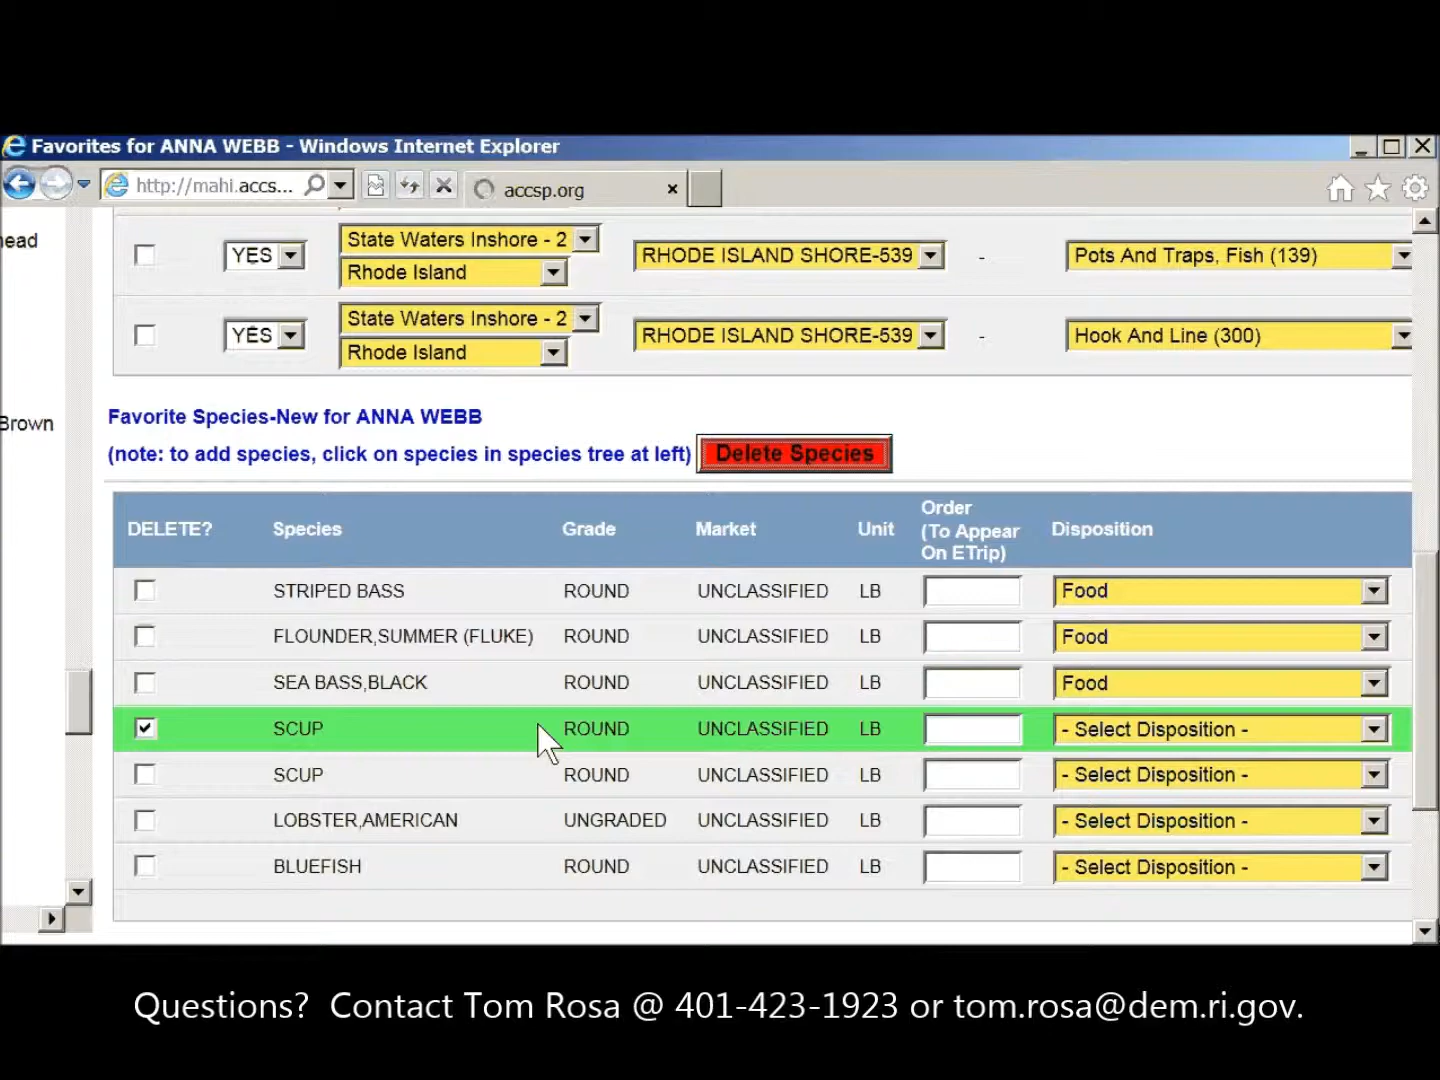 Favorites for ANNA WEBB - Windows Internet Explorer
http://mahi.accs... accsp.org
YES State Waters Inshore - 2 RHODE ISLAND SHORE-539 - Pots And Traps, Fish (139)
Rhode Island
YES State Waters Inshore - 2 RHODE ISLAND SHORE-539 - Hook And Line (300)
Rhode Island
Brown
Favorite Species-New for ANNA WEBB
(note: to add species, click on species in species tree at left) Delete Species
DELETE? Species Grade Market Unit Order (To Appear On ETrip) Disposition
STRIPED BASS ROUND UNCLASSIFIED LB Food
FLOUNDER,SUMMER (FLUKE) ROUND UNCLASSIFIED LB Food
SEA BASS,BLACK ROUND UNCLASSIFIED LB Food
SCUP ROUND UNCLASSIFIED LB - Select Disposition -
SCUP ROUND UNCLASSIFIED LB - Select Disposition -
LOBSTER,AMERICAN UNGRADED UNCLASSIFIED LB - Select Disposition -
BLUEFISH ROUND UNCLASSIFIED LB - Select Disposition -
Questions? Contact Tom Rosa @ 401-423-1923 or tom.rosa@dem.ri.gov.